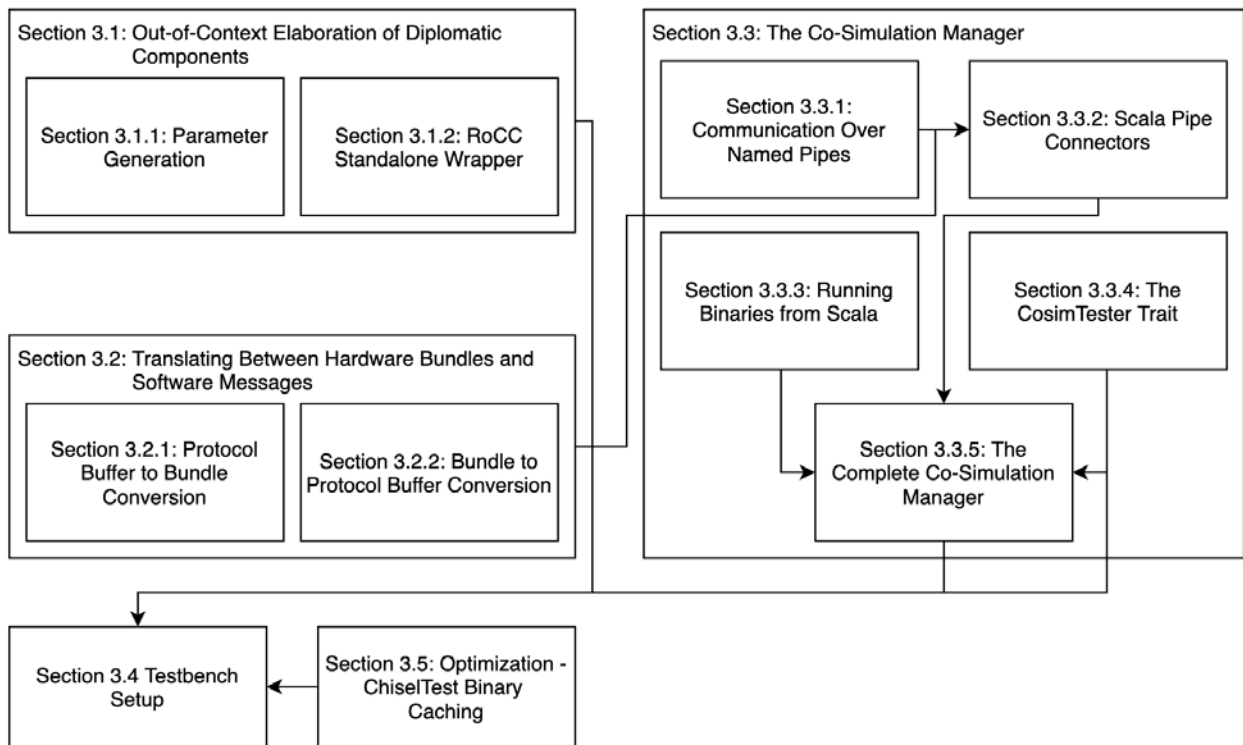 Section 3.1: Out-of-Context Elaboration of Diplomatic
Components
Section 3.1.1: Parameter
Generation
Section 3.1.2: RoCC
Standalone Wrapper
Section 3.2: Translating Between Hardware Bundles and
Software Messages
Section 3.2.1: Protocol
Buffer to Bundle
Conversion
Section 3.2.2: Bundle to
Protocol Buffer Conversion
Section 3.3: The Co-Simulation Manager
Section 3.3.1:
Communication Over
Named Pipes
Section 3.3.2: Scala Pipe
Connectors
Section 3.3.3: Running
Binaries from Scala
Section 3.3.4: The
CosimTester Trait
Section 3.3.5: The
Complete Co-Simulation
Manager
Section 3.4 Testbench
Setup
Section 3.5: Optimization -
ChiselTest Binary
Caching